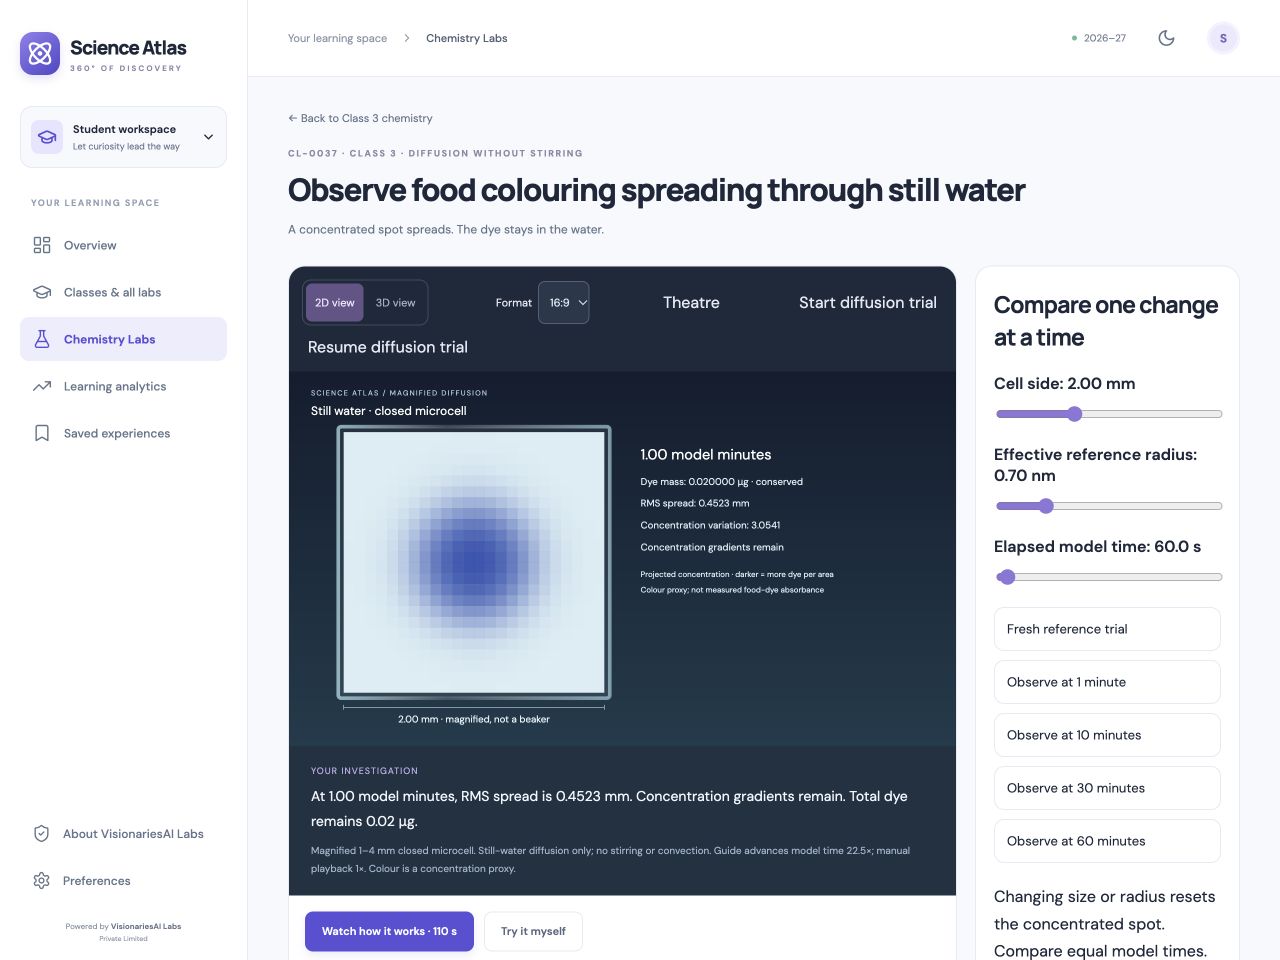 Science Atlas
360° OF DISCOVERY
Student workspace
Let curiosity lead the way
YOUR LEARNING SPACE
Overview
Classes & all labs
Chemistry Labs
Learning analytics
Saved experiences
About VisionariesAI Labs
Preferences
Powered by VisionariesAI Labs
Private Limited
Your learning space
Chemistry Labs
2026–27
S
← Back to Class 3 chemistry
CL-0037 · CLASS 3 · DIFFUSION WITHOUT STIRRING
Observe food colouring spreading through still water
A concentrated spot spreads. The dye stays in the water.
2D view 3D view Format 16:9 Theatre Start diffusion trial
Resume diffusion trial
SCIENCE ATLAS / MAGNIFIED DIFFUSION
Still water · closed microcell
1.00 model minutes
Dye mass: 0.020000 µg · conserved
RMS spread: 0.4523 mm
Concentration variation: 3.0541
Concentration gradients remain
Projected concentration · darker = more dye per area
Colour proxy; not measured food-dye absorbance
2.00 mm · magnified, not a beaker
YOUR INVESTIGATION
At 1.00 model minutes, RMS spread is 0.4523 mm. Concentration gradients remain. Total dye
remains 0.02 µg.
Magnified 1–4 mm closed microcell. Still-water diffusion only; no stirring or convection. Guide advances model time 22.5×; manual
playback 1×. Colour is a concentration proxy.
Watch how it works · 110 s
Try it myself
Compare one change
at a time
Cell side: 2.00 mm
Effective reference radius:
0.70 nm
Elapsed model time: 60.0 s
Fresh reference trial
Observe at 1 minute
Observe at 10 minutes
Observe at 30 minutes
Observe at 60 minutes
Changing size or radius resets
the concentrated spot.
Compare equal model times.